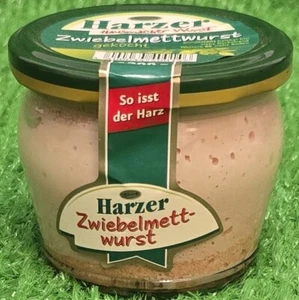 Harzer
Zwiebelmettwurst
gekocht
So isst
der Harz
Harzer
Zwiebelmett-
wurst